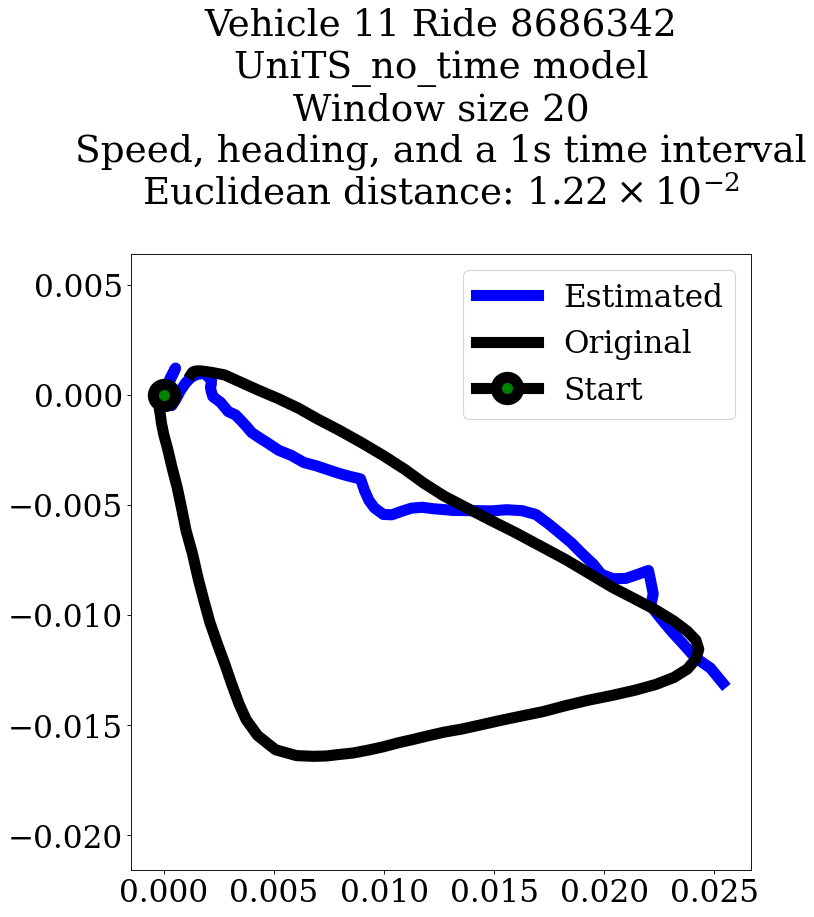 Vehicle 11 Ride 8686342
UniTS_no_time model
Window size 20
Speed, heading, and a 1s time interval
Euclidean distance: 1.22 × 10⁻²
Estimated
Original
Start
0.005
0.000
−0.005
−0.010
−0.015
−0.020
0.000 0.005 0.010 0.015 0.020 0.025